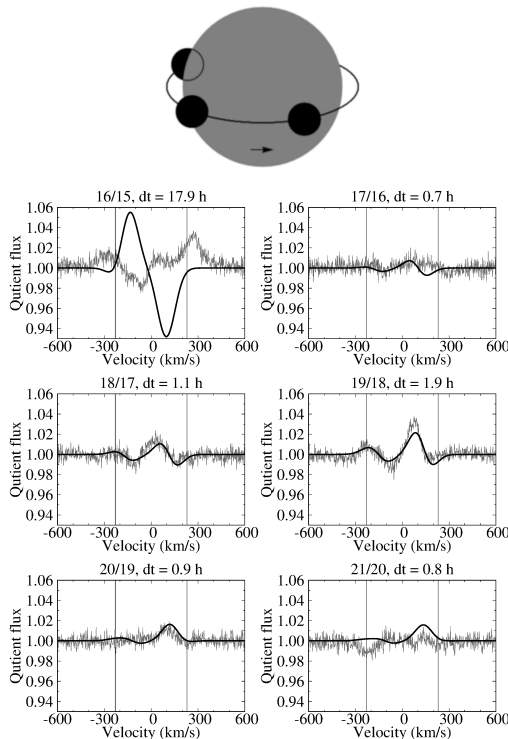 16/15, dt = 17.9 h
17/16, dt = 0.7 h
Qutient flux
1.06
1.04
1.02
1.00
0.98
0.96
0.94
-600 -300 0 300 600
Velocity (km/s)
Qutient flux
1.06
1.04
1.02
1.00
0.98
0.96
0.94
-600 -300 0 300 600
Velocity (km/s)
18/17, dt = 1.1 h
19/18, dt = 1.9 h
Qutient flux
1.06
1.04
1.02
1.00
0.98
0.96
0.94
-600 -300 0 300 600
Velocity (km/s)
Qutient flux
1.06
1.04
1.02
1.00
0.98
0.96
0.94
-600 -300 0 300 600
Velocity (km/s)
20/19, dt = 0.9 h
21/20, dt = 0.8 h
Qutient flux
1.06
1.04
1.02
1.00
0.98
0.96
0.94
-600 -300 0 300 600
Velocity (km/s)
Qutient flux
1.06
1.04
1.02
1.00
0.98
0.96
0.94
-600 -300 0 300 600
Velocity (km/s)